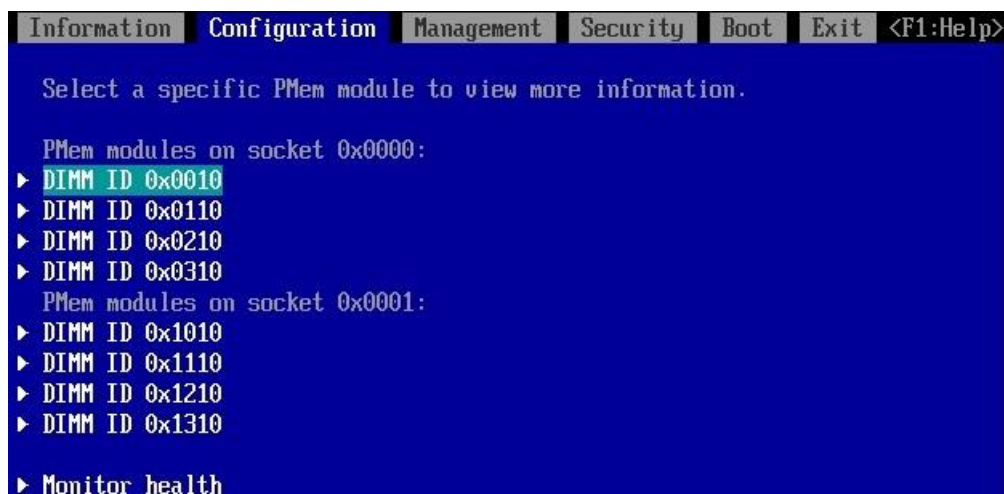 Information Configuration Management Security Boot Exit <F1:Help>
Select a specific PMem module to view more information.
PMem modules on socket 0x0000:
DIMM ID 0x0010
DIMM ID 0x0110
DIMM ID 0x0210
DIMM ID 0x0310
PMem modules on socket 0x0001:
DIMM ID 0x1010
DIMM ID 0x1110
DIMM ID 0x1210
DIMM ID 0x1310
Monitor health